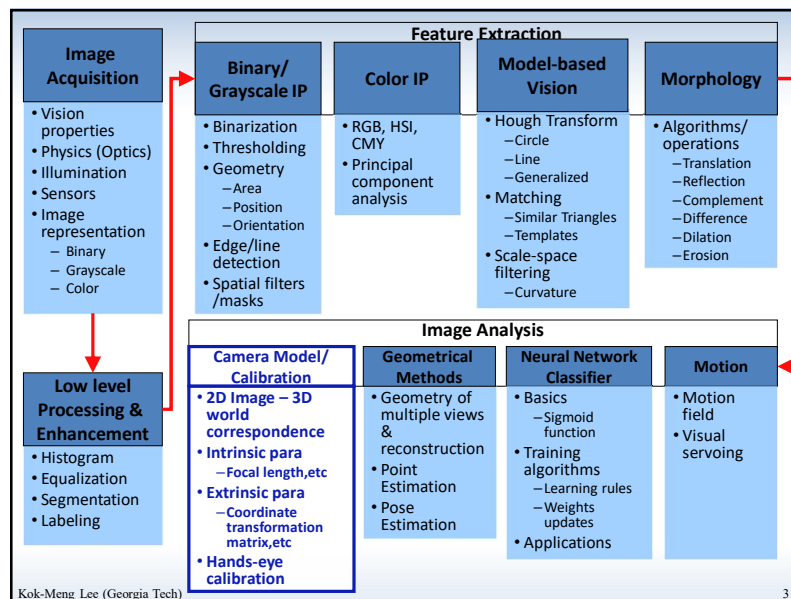 Image
Acquisition
• Vision
properties
• Physics (Optics)
• Illumination
• Sensors
• Image
representation
– Binary
– Grayscale
– Color
Low level
Processing &
Enhancement
• Histogram
• Equalization
• Segmentation
• Labeling
Feature Extraction
Binary/
Grayscale IP
• Binarization
• Thresholding
• Geometry
–Area
–Position
–Orientation
• Edge/line
detection
• Spatial filters
/masks
Color IP
• RGB, HSI,
CMY
• Principal
component
analysis
Model-based
Vision
• Hough Transform
–Circle
–Line
–Generalized
• Matching
–Similar Triangles
–Templates
• Scale-space
filtering
–Curvature
Morphology
• Algorithms/
operations
–Translation
–Reflection
–Complement
–Difference
–Dilation
–Erosion
Image Analysis
Camera Model/
Calibration
• 2D Image – 3D
world
correspondence
• Intrinsic para
–Focal length,etc
• Extrinsic para
–Coordinate
transformation
matrix,etc
• Hands-eye
calibration
Geometrical
Methods
• Geometry of
multiple views
&
reconstruction
• Point
Estimation
• Pose
Estimation
Neural Network
Classifier
• Basics
–Sigmoid
function
• Training
algorithms
–Learning rules
–Weights
updates
• Applications
Motion
• Motion
field
• Visual
servoing
Kok-Meng Lee (Georgia Tech)
3